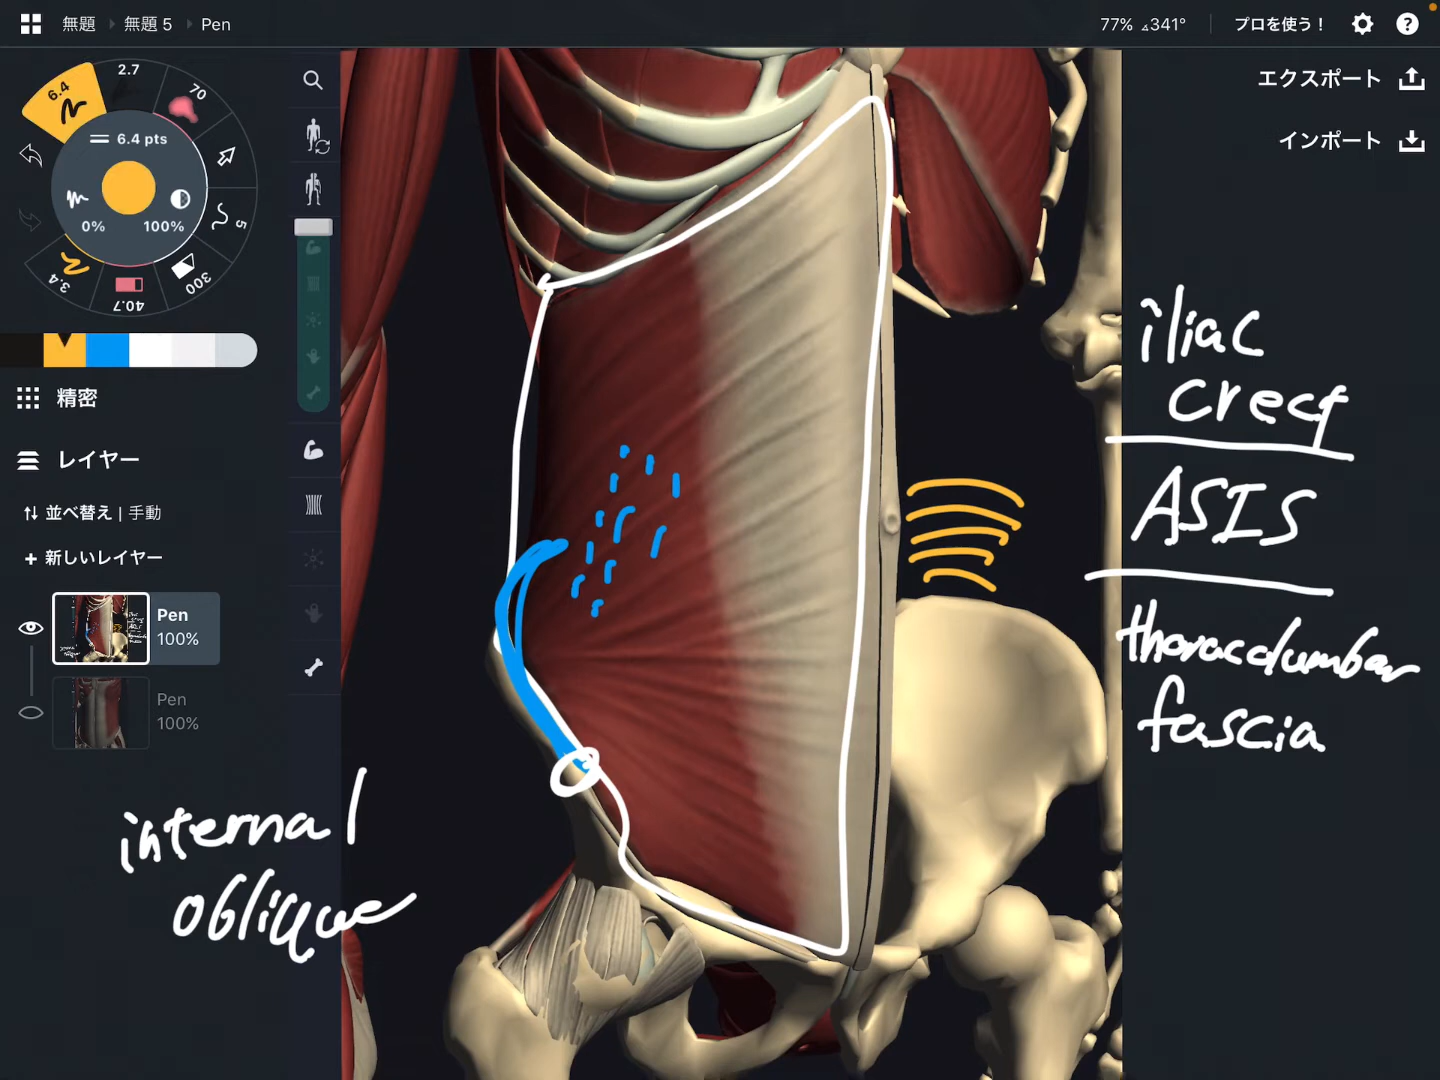 無題 無題 5 Pen
77% ⊿341° プロを使う!
エクスポート
インポート
2.7
6.4
70
6.4 pts
0% 100%
5
3.4
40.7
300
精密
レイヤー
並べ替え | 手動
+ 新しいレイヤー
Pen
100%
Pen
100%
iliac
crest
ASIS
thoracolumbar
fascia
internal
oblique